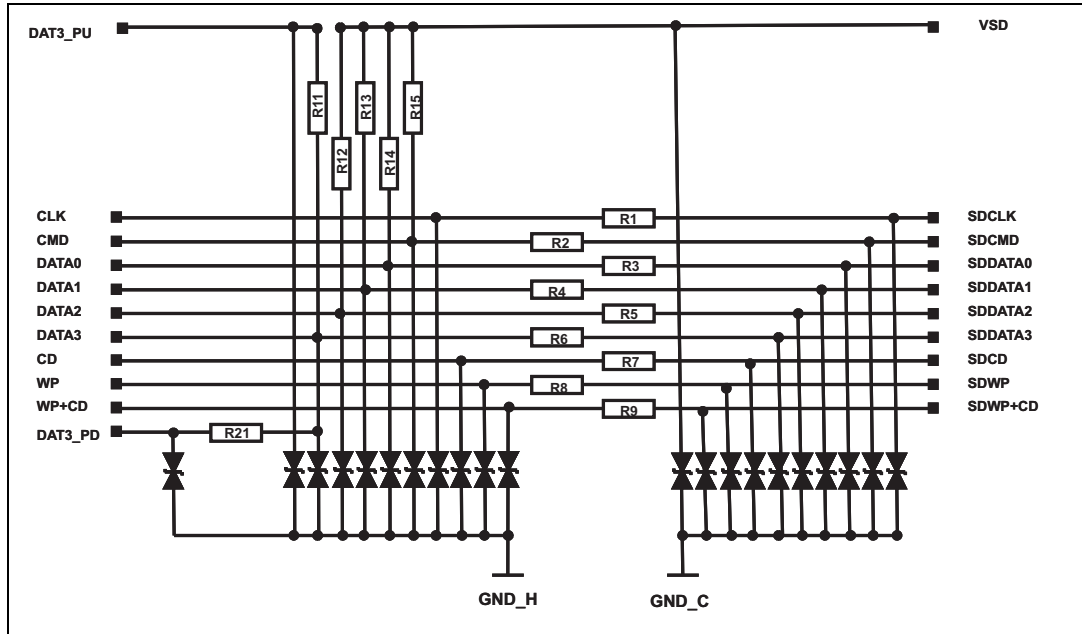 DAT3_PU VSD
R11 R13 R15
R12 R14
CLK R1 SDCLK
CMD R2 SDCMD
DATA0 R3 SDDATA0
DATA1 R4 SDDATA1
DATA2 R5 SDDATA2
DATA3 R6 SDDATA3
CD R7 SDCD
WP R8 SDWP
WP+CD R9 SDWP+CD
DAT3_PD R21
GND_H GND_C